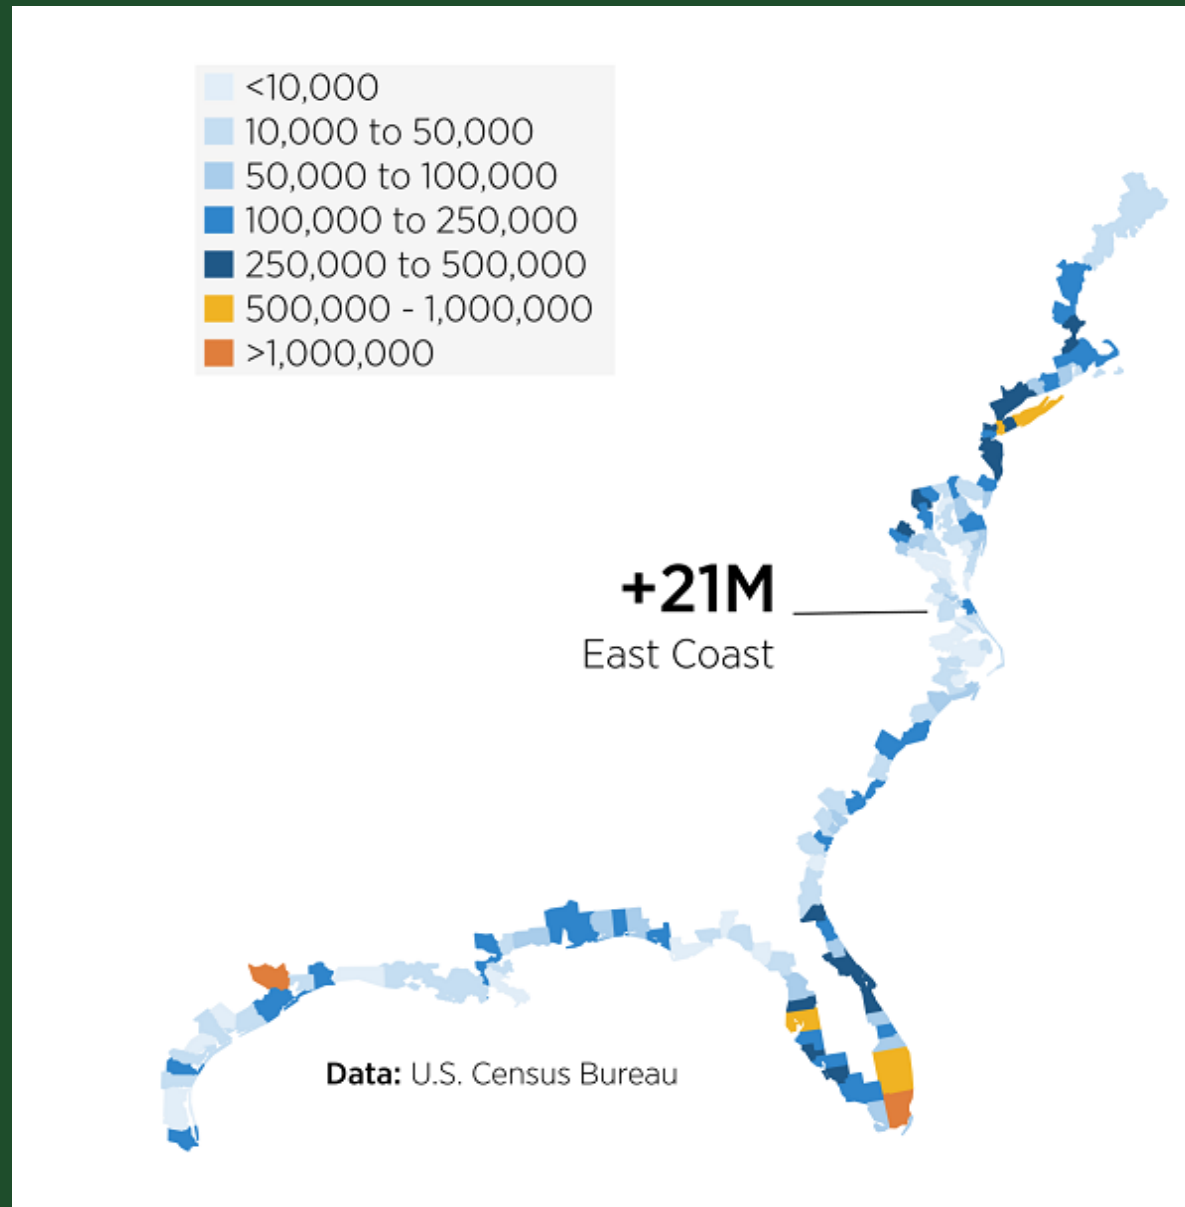 <10,000
10,000 to 50,000
50,000 to 100,000
100,000 to 250,000
250,000 to 500,000
500,000 - 1,000,000
>1,000,000
+21M
East Coast
Data: U.S. Census Bureau